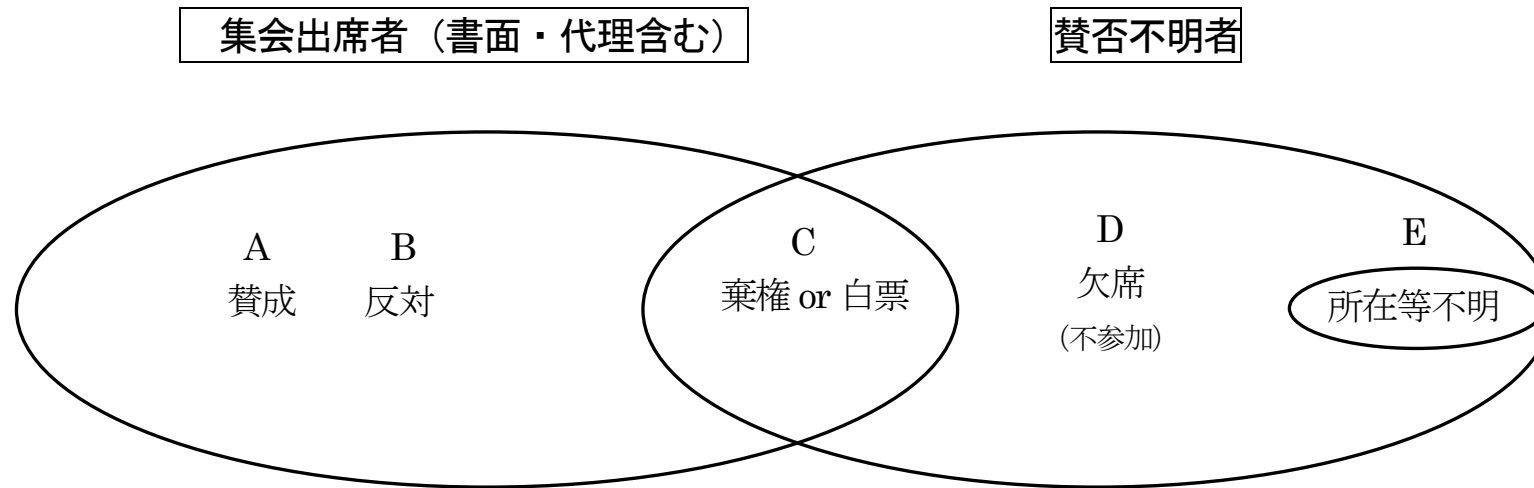 集会出席者（書面・代理含む）
賛否不明者
A
賛成
B
反対
C
棄権 or 白票
D
欠席
（不参加）
E
所在等不明